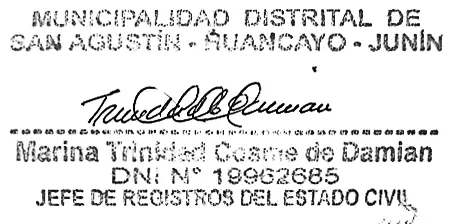 MUNICIPALIDAD DISTRITAL DE
SAN AGUSTÍN - HUANCAYO - JUNÍN
Marina Trinidad Cosme de Damian
DNI N° 19962685
JEFE DE REGISTROS DEL ESTADO CIVIL